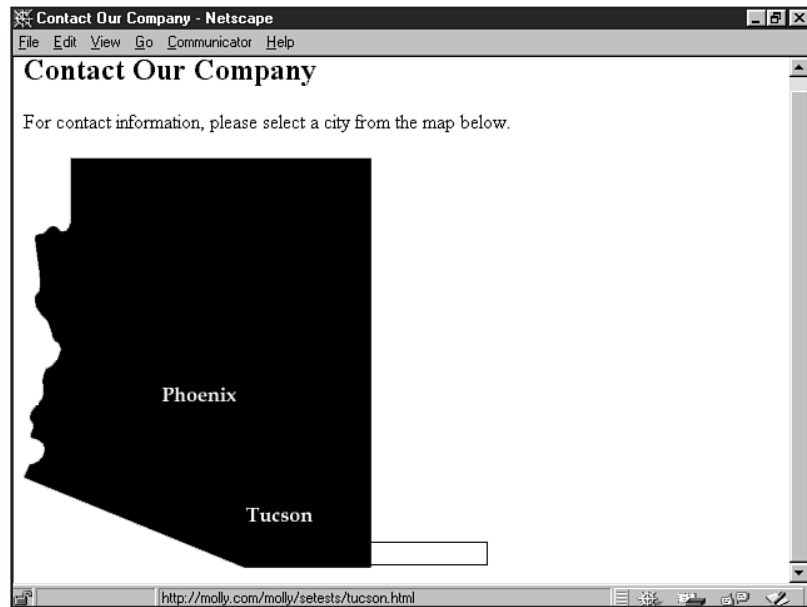 Contact Our Company - Netscape
File Edit View Go Communicator Help
Contact Our Company
For contact information, please select a city from the map below.
Phoenix
Tucson
http://molly.com/molly/setests/tucson.html